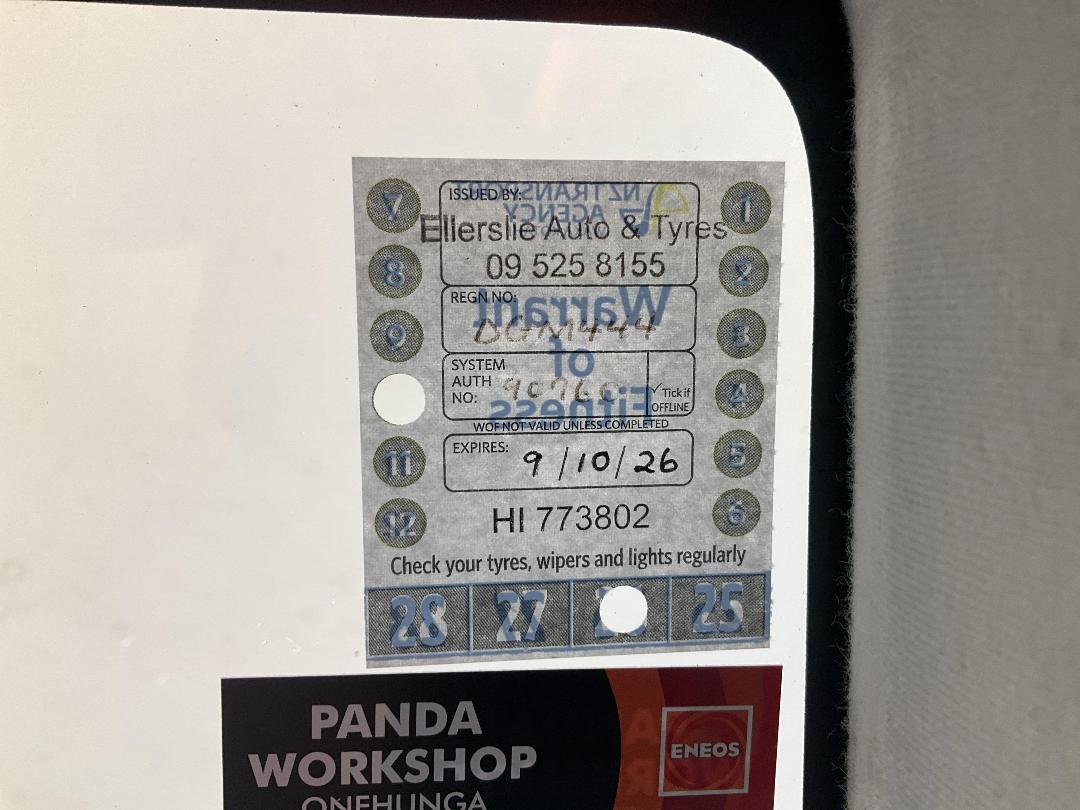 ISSUED BY:
NZ TRANSPORT
AGENCY
Ellerslie Auto & Tyres
09 525 8155
REGN NO:
DGM444
Warrant
of
Fitness
SYSTEM
AUTH
NO:
✓ Tick if
OFFLINE
WOF NOT VALID UNLESS COMPLETED
EXPIRES: 9/10/26
HI 773802
7
8
9
11
12
1
2
3
4
5
6
Check your tyres, wipers and lights regularly
28 27 25
PANDA
WORKSHOP
ONEHUNGA
ENEOS